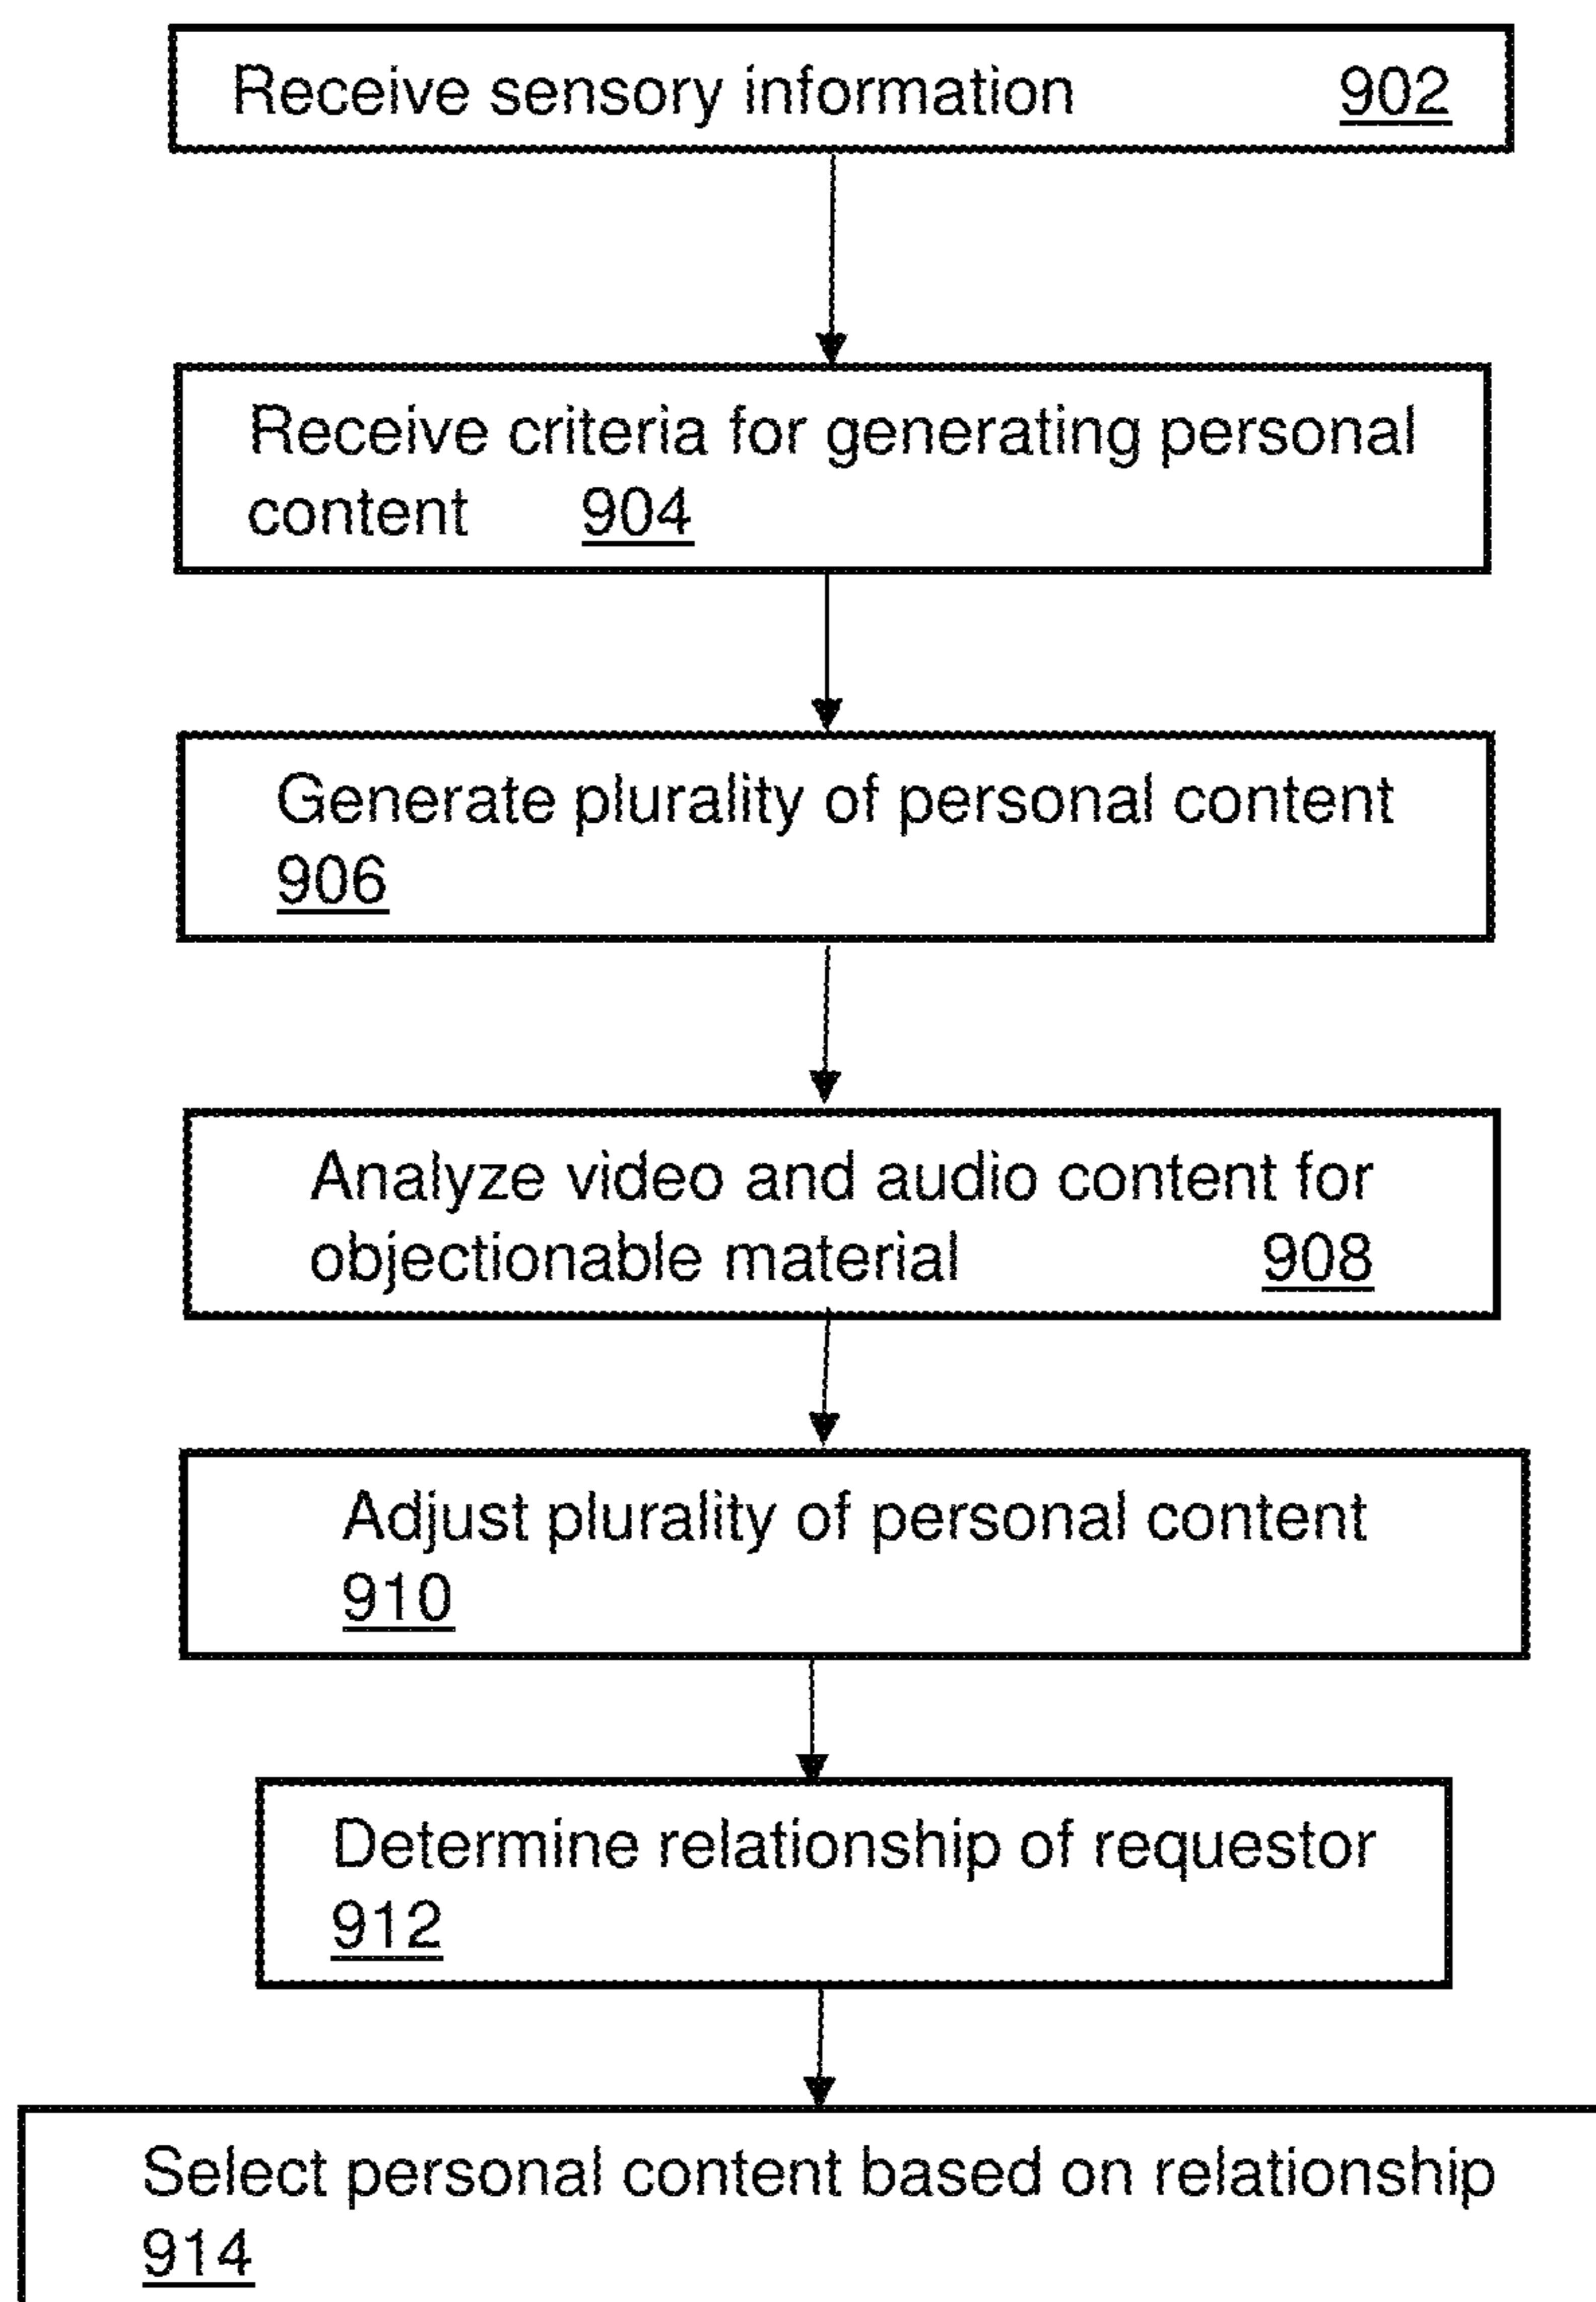 Receive sensory information 902
Receive criteria for generating personal
content 904
Generate plurality of personal content
906
Analyze video and audio content for
objectionable material 908
Adjust plurality of personal content
910
Determine relationship of requestor
912
Select personal content based on relationship
914